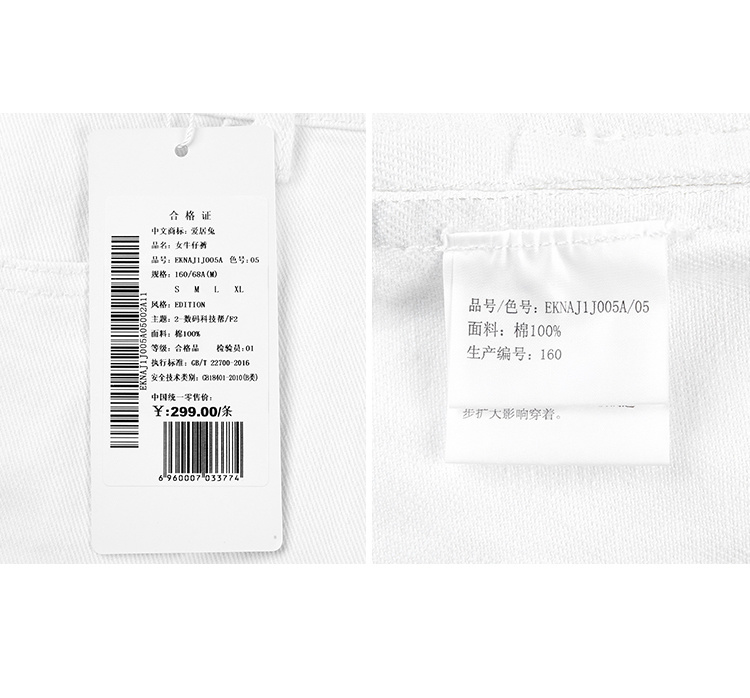 合格证
中文商标: 爱居兔
品名: 女牛仔裤
品号: EKNAJ1J005A 色号:05
规格: 160/68A(M)
S M L XL
风格: EDITION
主题: 2-数码科技帮/F2
面料: 棉100%
等级: 合格品 检验员:01
执行标准: GB/T 22700-2016
安全技术类别: GB18401-2010(B类)
中国统一零售价:
¥:299.00/条
6960007033774
EKNAJ1J005A05002A11
品号/色号: EKNAJ1J005A/05
面料: 棉100%
生产编号: 160
步扩大影响穿着。